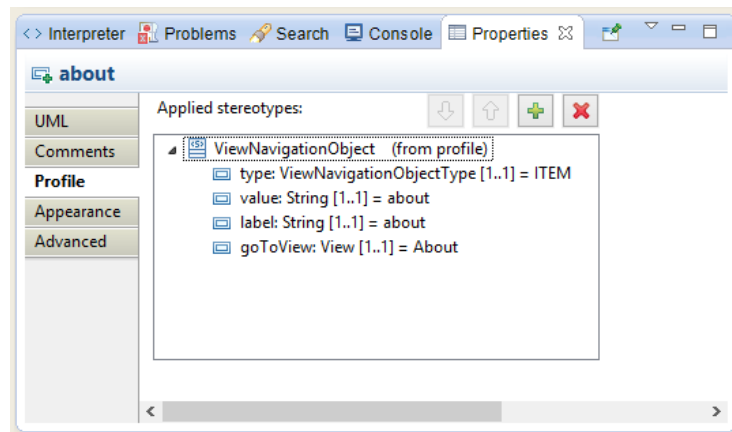 <> Interpreter Problems Search Console Properties
about
Applied stereotypes:
UML
Comments
Profile
Appearance
Advanced
ViewNavigationObject (from profile)
type: ViewNavigationObjectType [1..1] = ITEM
value: String [1..1] = about
label: String [1..1] = about
goToView: View [1..1] = About